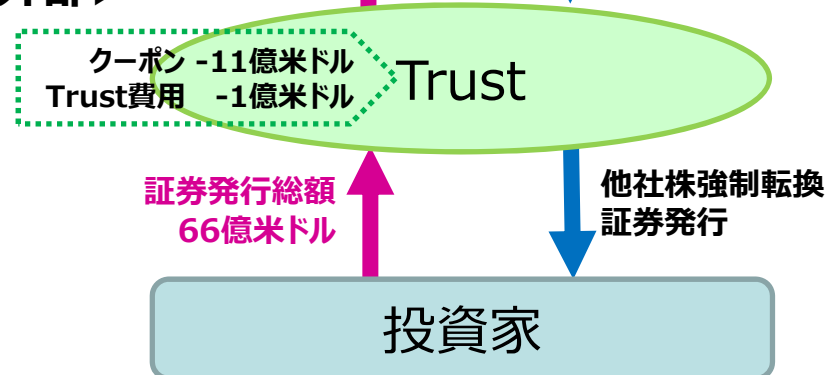 クーポン -11億米ドル
Trust費用 -1億米ドル
Trust
証券発行総額
66億米ドル
他社株強制転換
証券発行
投資家